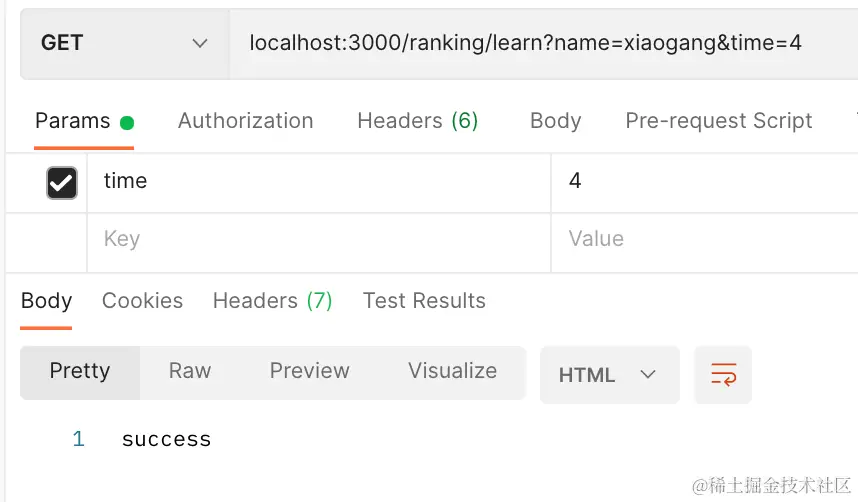 GET localhost:3000/ranking/learn?name=xiaogang&time=4
Params Authorization Headers (6) Body Pre-request Script
time 4
Key Value
Body Cookies Headers (7) Test Results
Pretty Raw Preview Visualize HTML
1 success
@稀土掘金技术社区